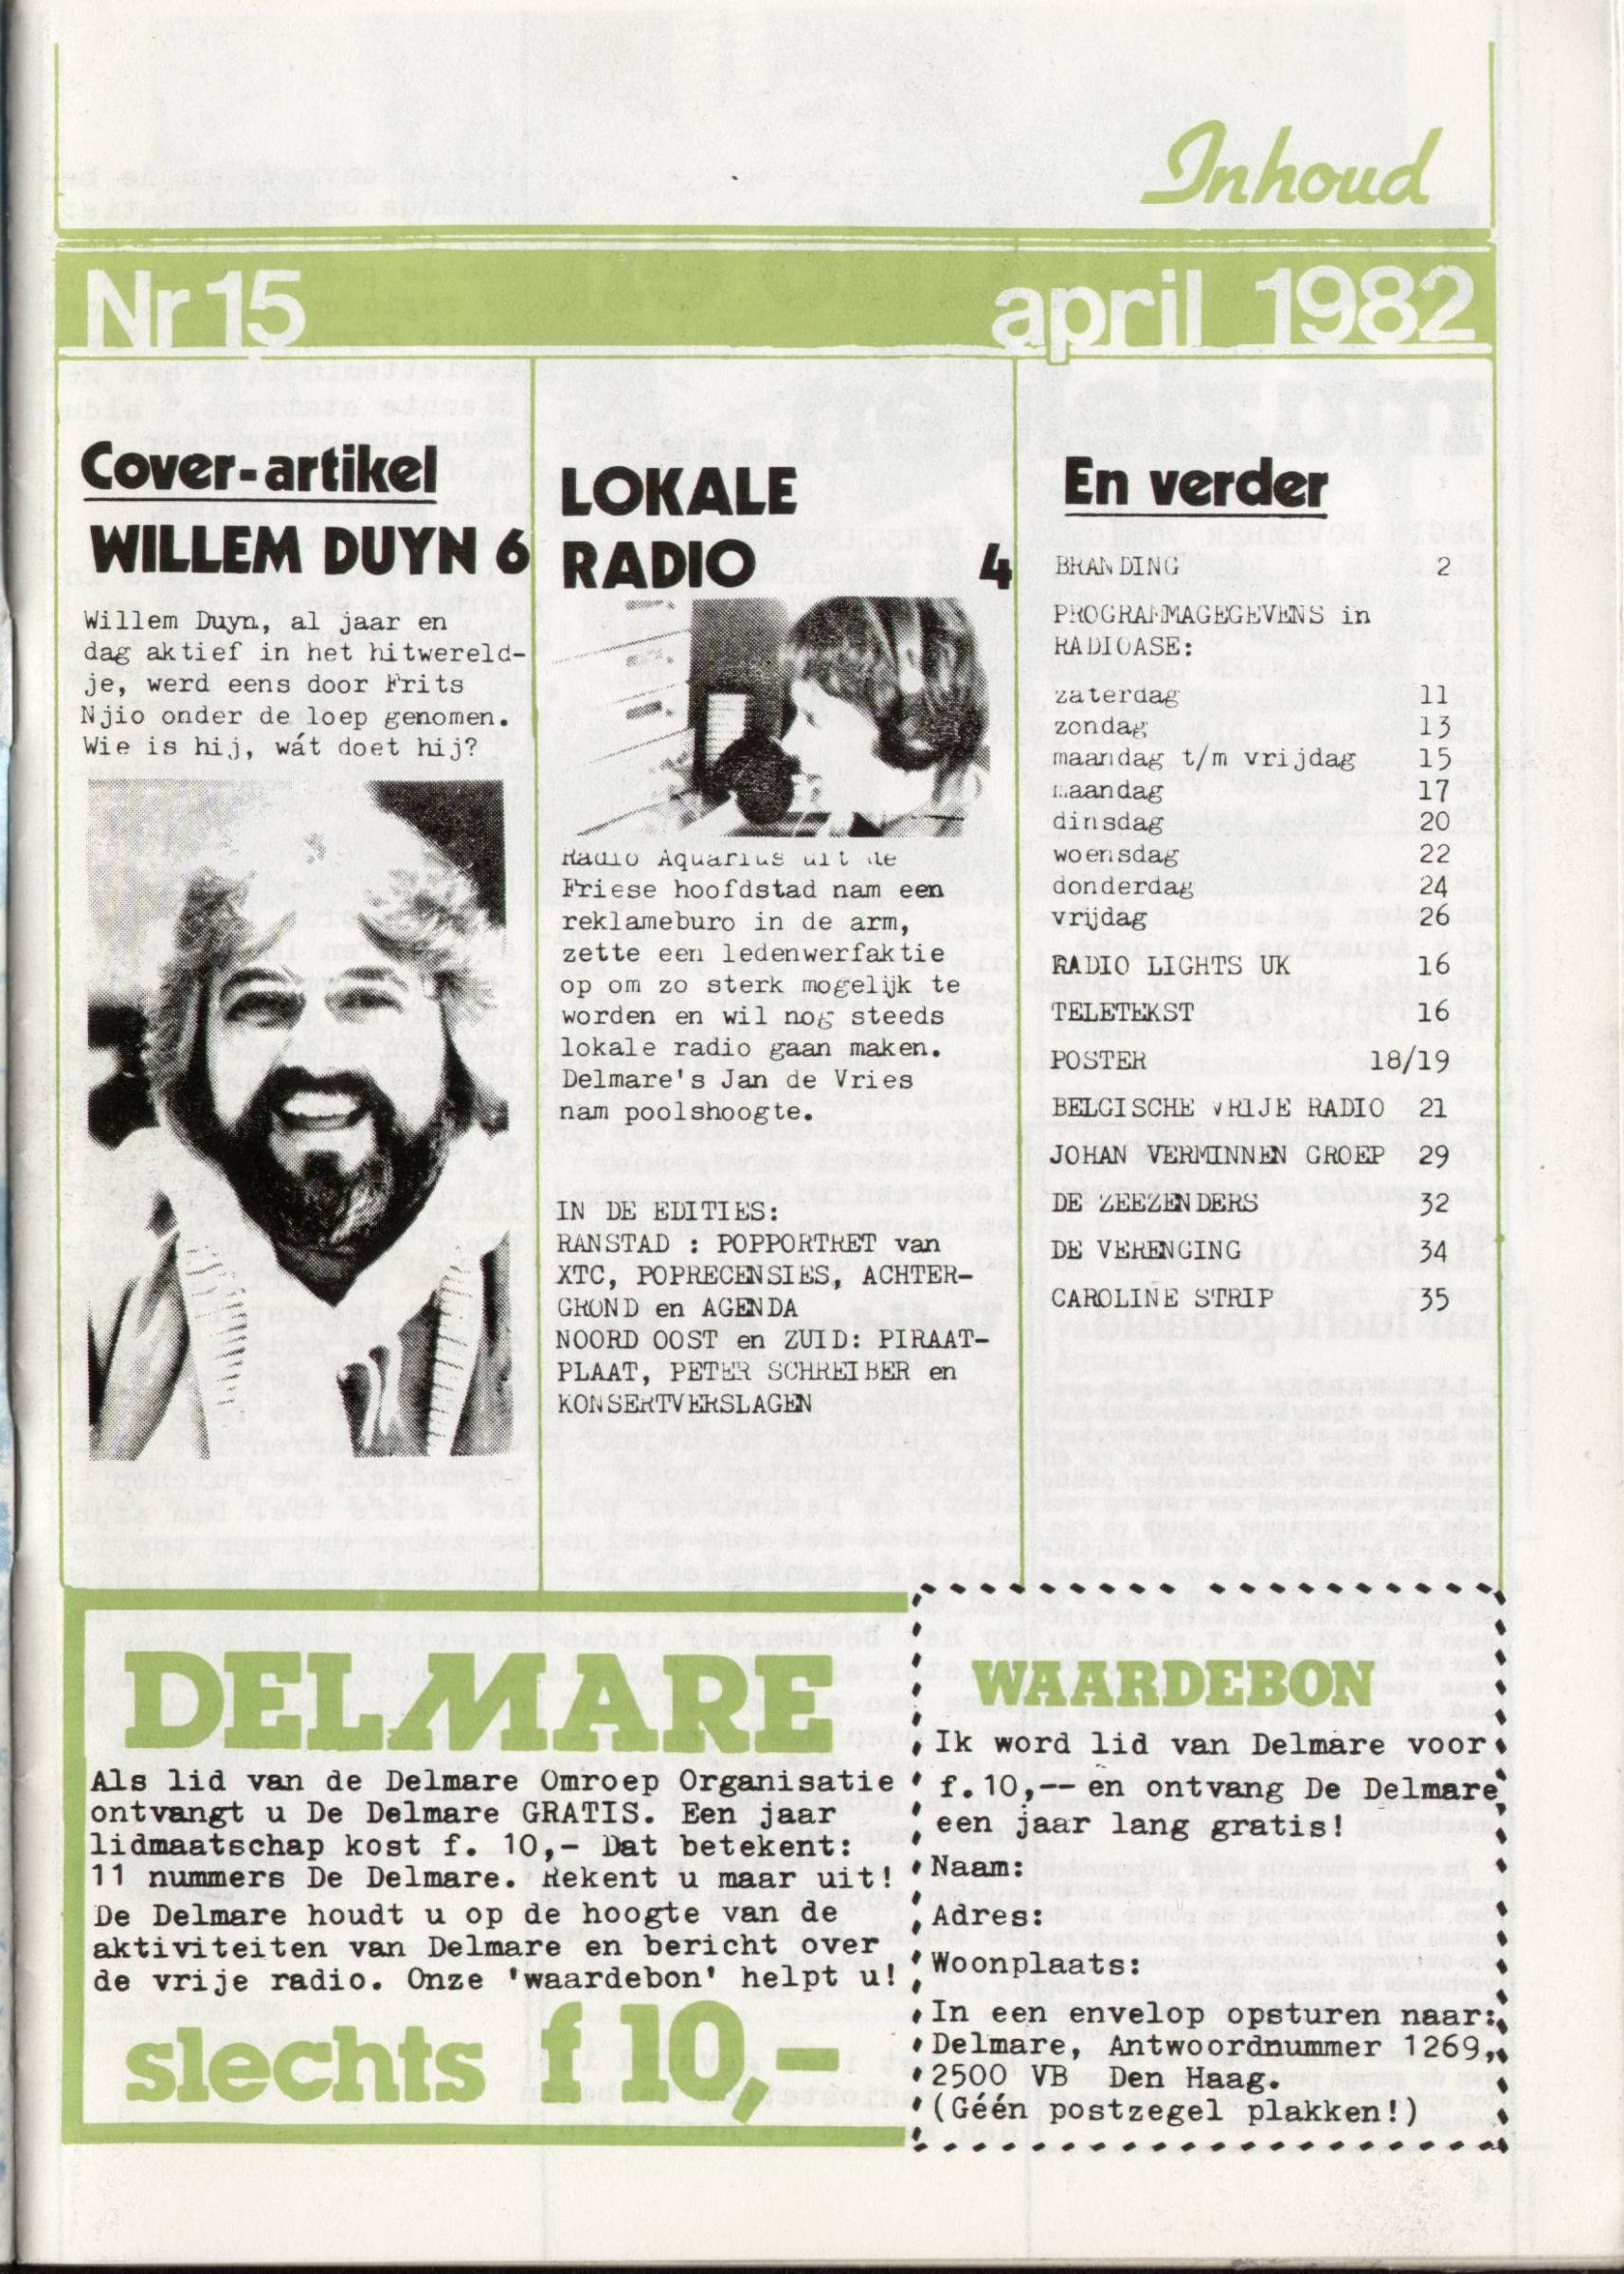 Inhoud
Nr 15 april 1982
Cover-artikel
WILLEM DUYN 6
Willem Duyn, al jaar en
dag aktief in het hitwereld-
je, werd eens door Frits
Njio onder de loep genomen.
Wie is hij, wát doet hij?
LOKALE
RADIO 4
Radio Aquarius uit de
Friese hoofdstad nam een
reklameburo in de arm,
zette een ledenwerfaktie
op om zo sterk mogelijk te
worden en wil nog steeds
lokale radio gaan maken.
Delmare's Jan de Vries
nam poolshoogte.
IN DE EDITIES:
RANSTAD : POPPORTRET van
XTC, POPRECENSIES, ACHTER-
GROND en AGENDA
NOORD OOST en ZUID: PIRAAT-
PLAAT, PETER SCHREIBER en
KONSERTVERSLAGEN
En verder
BRANDING 2
PROGRAMMAGEGEVENS in
RADIOASE:
zaterdag 11
zondag 13
maandag t/m vrijdag 15
maandag 17
dinsdag 20
woensdag 22
donderdag 24
vrijdag 26
RADIO LIGHTS UK 16
TELETEKST 16
POSTER 18/19
BELGISCHE VRIJE RADIO 21
JOHAN VERMINNEN GROEP 29
DE ZEEZENDERS 32
DE VERENGING 34
CAROLINE STRIP 35
DELMARE
Als lid van de Delmare Omroep Organisatie
ontvangt u De Delmare GRATIS. Een jaar
lidmaatschap kost f. 10,- Dat betekent:
11 nummers De Delmare. Rekent u maar uit!
De Delmare houdt u op de hoogte van de
aktiviteiten van Delmare en bericht over
de vrije radio. Onze 'waardebon' helpt u!
slechts f 10,-
WAARDEBON
Ik word lid van Delmare voor
f.10,-- en ontvang De Delmare
een jaar lang gratis!
Naam:
Adres:
Woonplaats:
In een envelop opsturen naar:
Delmare, Antwoordnummer 1269,
2500 VB Den Haag.
(Géén postzegel plakken!)